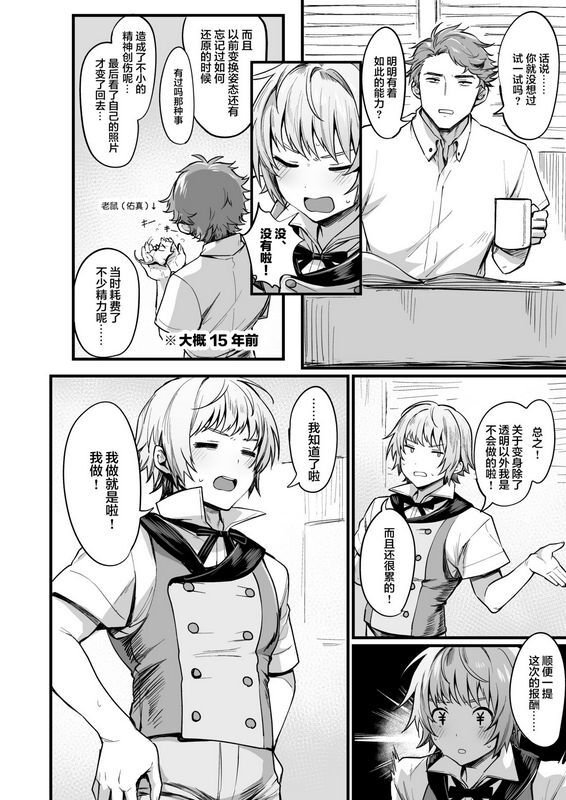 话说……
你就没想过
试一试吗？
明明有着
如此的能力？
没、
没有啦！
而且
以前变换姿态还有
忘记过如何
还原的时候
有过吗那种事
造成了不小的
精神创伤呢…
最后看了自己的照片
才变了回去…
老鼠（佑真）↓
当时耗费了
不少精力呢…
※ 大概 15 年前
总之！
关于变身除了
透明以外我是
不会做的啦！
而且还很累的！
顺便一提
这次的报酬……
¥ ¥
……我知道了啦
我做就是啦！
我做！